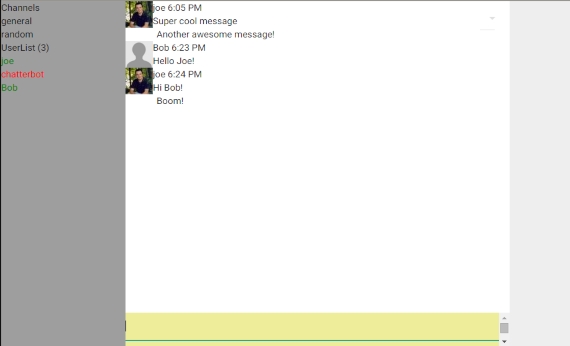 Channels
general
random
UserList (3)
joe
chatterbot
Bob
joe 6:05 PM
Super cool message
Another awesome message!
Bob 6:23 PM
Hello Joe!
joe 6:24 PM
Hi Bob!
Boom!